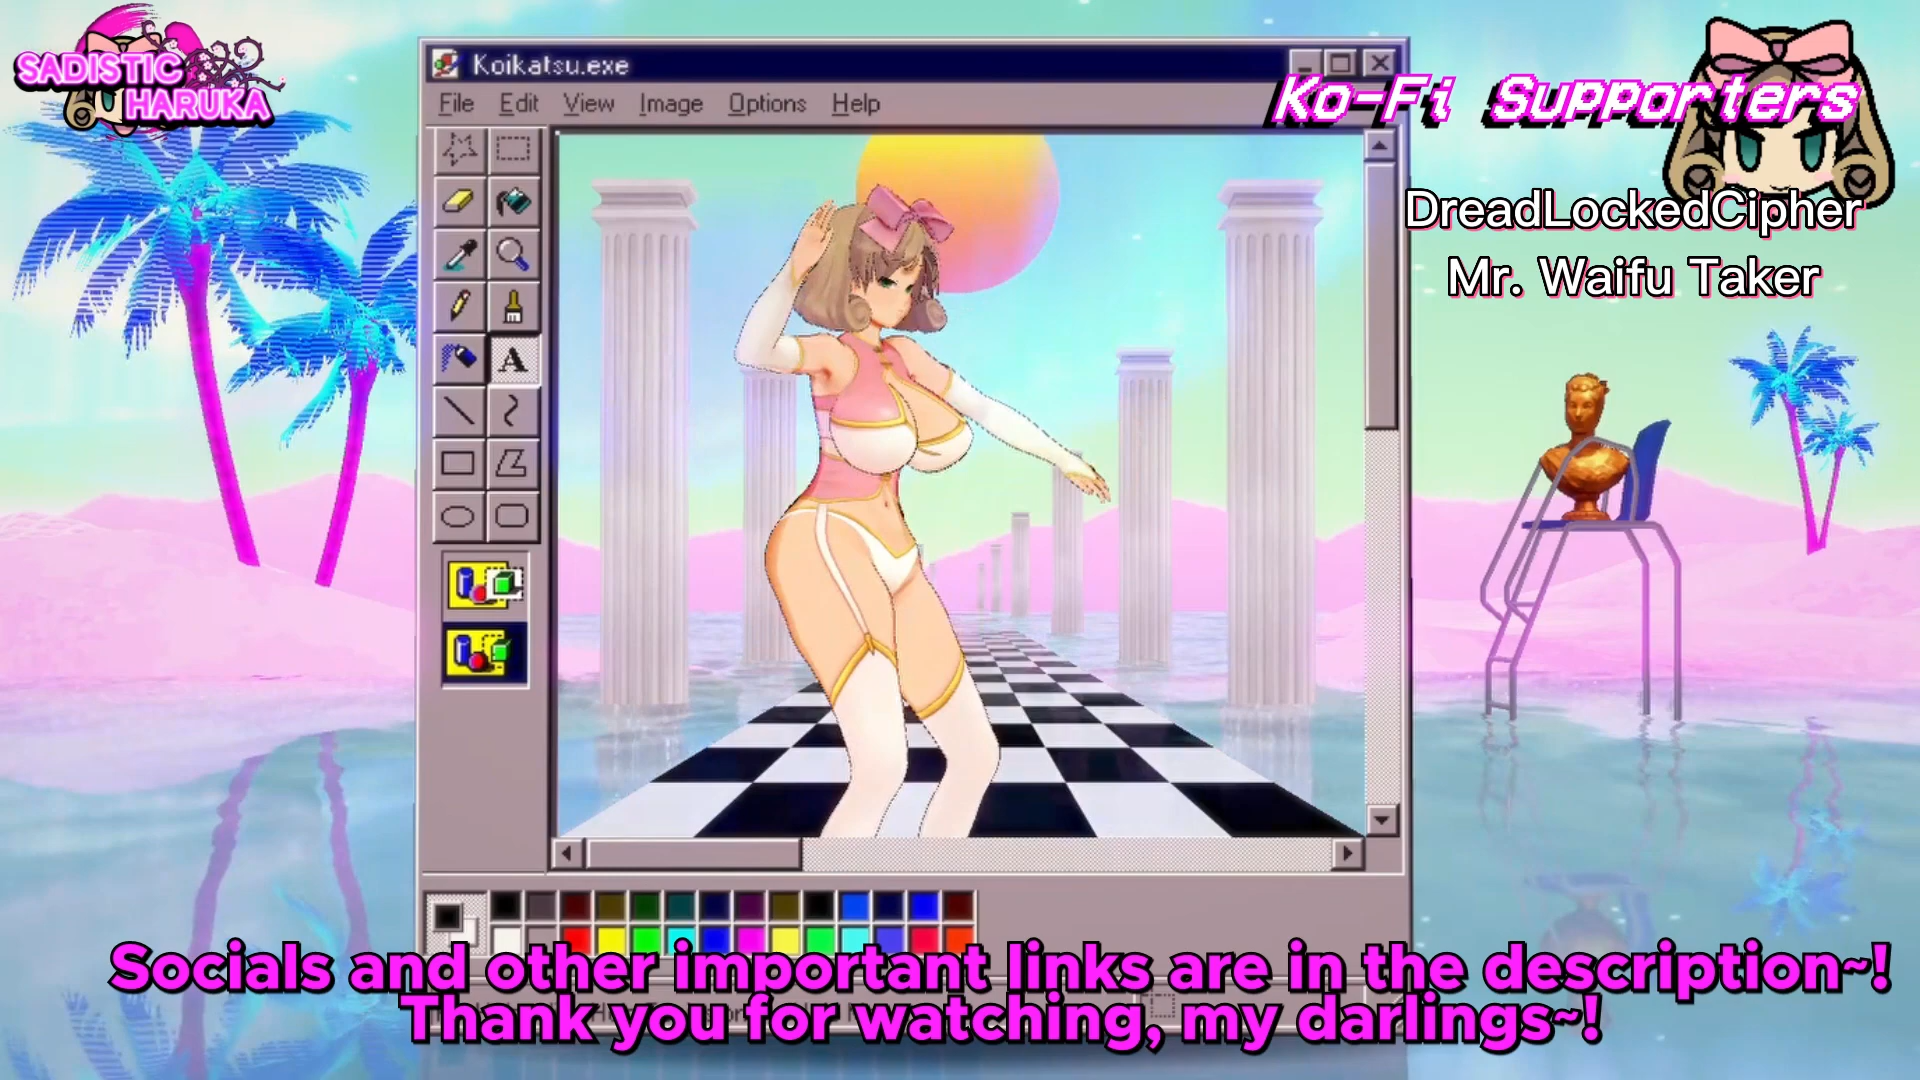 SADISTIC
HARUKA
Koikatsu.exe
File Edit View Image Options Help
Ko-Fi Supporters
DreadLockedCipher
Mr. Waifu Taker
A
Socials and other important links are in the description~!
Thank you for watching, my darlings~!